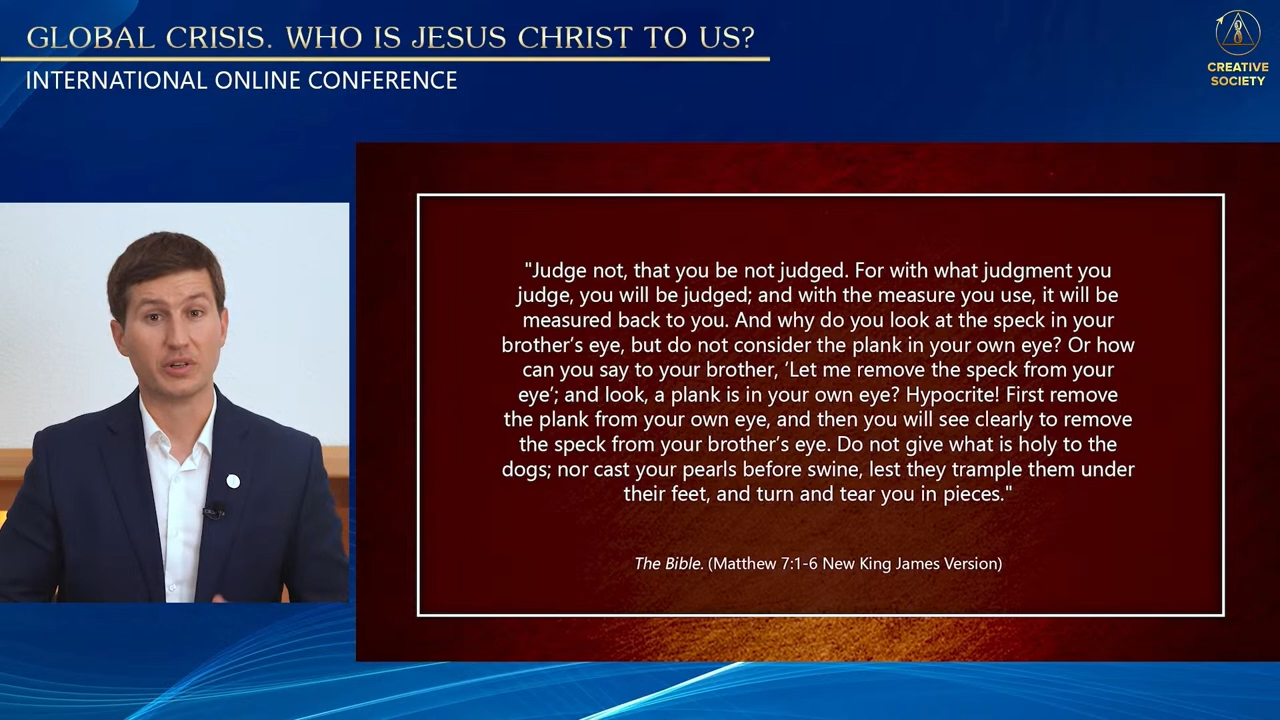 GLOBAL CRISIS. WHO IS JESUS CHRIST TO US?
INTERNATIONAL ONLINE CONFERENCE
CREATIVE
SOCIETY
"Judge not, that you be not judged. For with what judgment you
judge, you will be judged; and with the measure you use, it will be
measured back to you. And why do you look at the speck in your
brother’s eye, but do not consider the plank in your own eye? Or how
can you say to your brother, ‘Let me remove the speck from your
eye’; and look, a plank is in your own eye? Hypocrite! First remove
the plank from your own eye, and then you will see clearly to remove
the speck from your brother’s eye. Do not give what is holy to the
dogs; nor cast your pearls before swine, lest they trample them under
their feet, and turn and tear you in pieces."
The Bible. (Matthew 7:1-6 New King James Version)